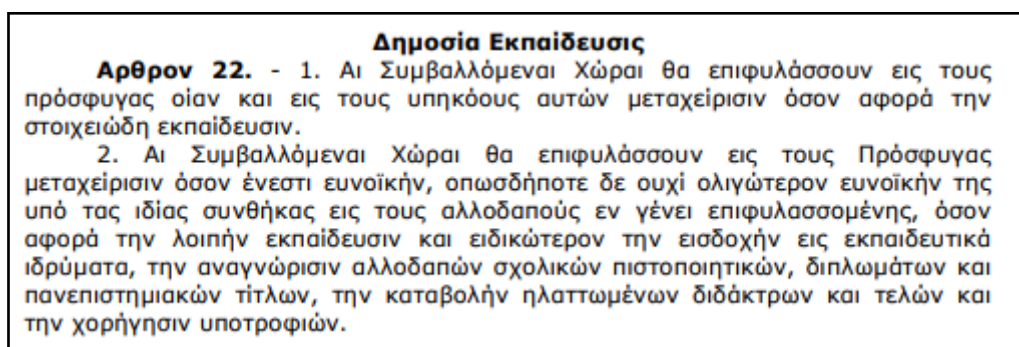 Δημοσία Εκπαίδευσις
Αρθρον 22. - 1. Αι Συμβαλλόμεναι Χώραι θα επιφυλάσσουν εις τους
πρόσφυγας οίαν και εις τους υπηκόους αυτών μεταχείρισιν όσον αφορά την
στοιχειώδη εκπαίδευσιν.
2. Αι Συμβαλλόμεναι Χώραι θα επιφυλάσσουν εις τους Πρόσφυγας
μεταχείρισιν όσον ένεστι ευνοϊκήν, οπωσδήποτε δε ουχί ολιγώτερον ευνοϊκήν της
υπό τας ιδίας συνθήκας εις τους αλλοδαπούς εν γένει επιφυλασσομένης, όσον
αφορά την λοιπήν εκπαίδευσιν και ειδικώτερον την εισδοχήν εις εκπαιδευτικά
ιδρύματα, την αναγνώρισιν αλλοδαπών σχολικών πιστοποιητικών, διπλωμάτων και
πανεπιστημιακών τίτλων, την καταβολήν ηλαττωμένων διδάκτρων και τελών και
την χορήγησιν υποτροφιών.